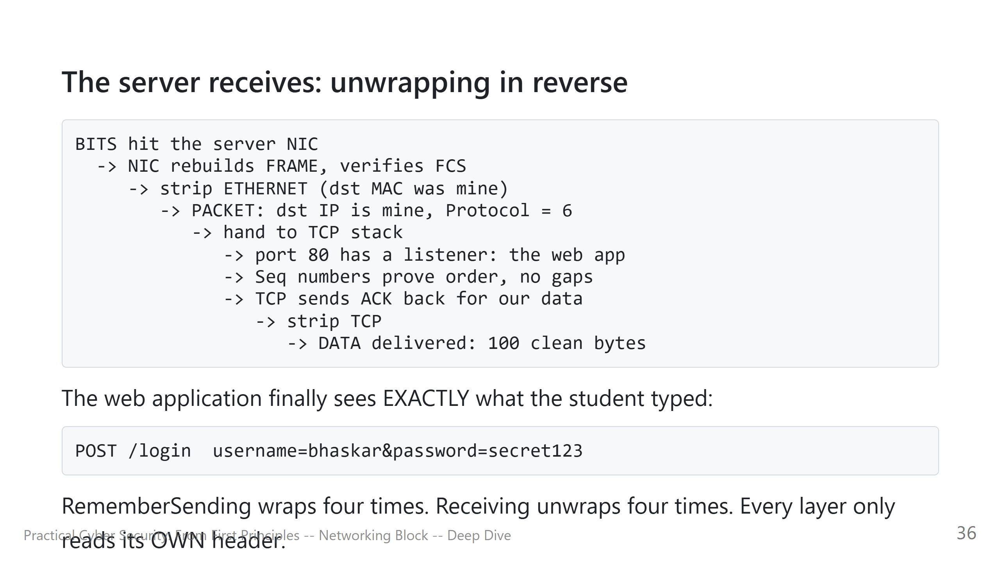 The server receives: unwrapping in reverse
BITS hit the server NIC
-> NIC rebuilds FRAME, verifies FCS
-> strip ETHERNET (dst MAC was mine)
-> PACKET: dst IP is mine, Protocol = 6
-> hand to TCP stack
-> port 80 has a listener: the web app
-> Seq numbers prove order, no gaps
-> TCP sends ACK back for our data
-> strip TCP
-> DATA delivered: 100 clean bytes
The web application finally sees EXACTLY what the student typed:
POST /login  username=bhaskar&password=secret123
RememberSending wraps four times. Receiving unwraps four times. Every layer only
reads its OWN header.
Practical Cyber Security: From First Principles -- Networking Block -- Deep Dive
36